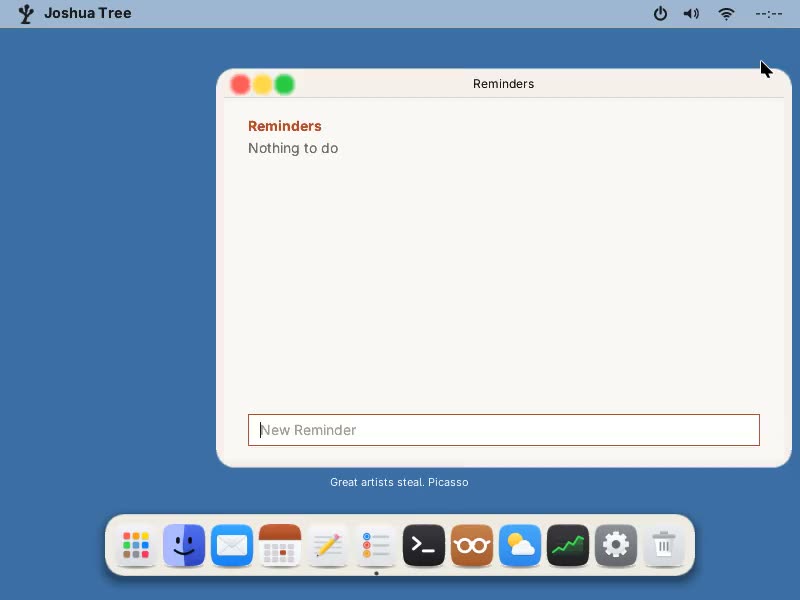 Joshua Tree
--:--
Reminders
Reminders
Nothing to do
New Reminder
Great artists steal. Picasso